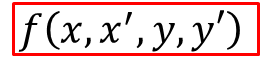 f(x, x′, y, y′)